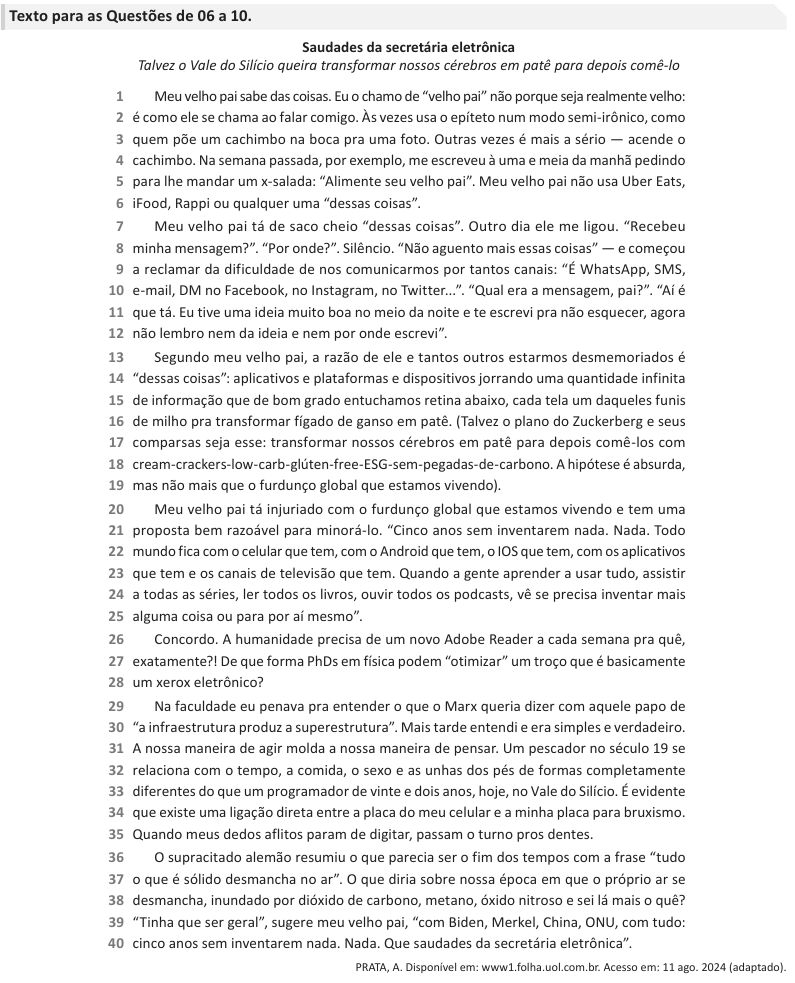 Texto para as Questões de 06 a 10.
Saudades da secretária eletrônica
Talvez o Vale do Silício queira transformar nossos cérebros em patê para depois comê-lo
1 Meu velho pai sabe das coisas. Eu o chamo de “velho pai” não porque seja realmente velho:
2 é como ele se chama ao falar comigo. Às vezes usa o epíteto num modo semi-irônico, como
3 quem põe um cachimbo na boca pra uma foto. Outras vezes é mais a sério — acende o
4 cachimbo. Na semana passada, por exemplo, me escreveu à uma e meia da manhã pedindo
5 para lhe mandar um x-salada: “Alimente seu velho pai”. Meu velho pai não usa Uber Eats,
6 iFood, Rappi ou qualquer uma “dessas coisas”.
7 Meu velho pai tá de saco cheio “dessas coisas”. Outro dia ele me ligou. “Recebeu
8 minha mensagem?”. “Por onde?”. Silêncio. “Não aguento mais essas coisas” — e começou
9 a reclamar da dificuldade de nos comunicarmos por tantos canais: “É WhatsApp, SMS,
10 e-mail, DM no Facebook, no Instagram, no Twitter...”. “Qual era a mensagem, pai?”. “Aí é
11 que tá. Eu tive uma ideia muito boa no meio da noite e te escrevi pra não esquecer, agora
12 não lembro nem da ideia e nem por onde escrevi”.
13 Segundo meu velho pai, a razão de ele e tantos outros estarmos desmemoriados é
14 “dessas coisas”: aplicativos e plataformas e dispositivos jorrando uma quantidade infinita
15 de informação que de bom grado entuchamos retina abaixo, cada tela um daqueles funis
16 de milho pra transformar fígado de ganso em patê. (Talvez o plano do Zuckerberg e seus
17 comparsas seja esse: transformar nossos cérebros em patê para depois comê-los com
18 cream-crackers-low-carb-glúten-free-ESG-sem-pegadas-de-carbono. A hipótese é absurda,
19 mas não mais que o furdunço global que estamos vivendo).
20 Meu velho pai tá injuriado com o furdunço global que estamos vivendo e tem uma
21 proposta bem razoável para minorá-lo. “Cinco anos sem inventarem nada. Nada. Todo
22 mundo fica com o celular que tem, com o Android que tem, o IOS que tem, com os aplicativos
23 que tem e os canais de televisão que tem. Quando a gente aprender a usar tudo, assistir
24 a todas as séries, ler todos os livros, ouvir todos os podcasts, vê se precisa inventar mais
25 alguma coisa ou para por aí mesmo”.
26 Concordo. A humanidade precisa de um novo Adobe Reader a cada semana pra quê,
27 exatamente?! De que forma PhDs em física podem “otimizar” um troço que é basicamente
28 um xerox eletrônico?
29 Na faculdade eu penava pra entender o que o Marx queria dizer com aquele papo de
30 “a infraestrutura produz a superestrutura”. Mais tarde entendi e era simples e verdadeiro.
31 A nossa maneira de agir molda a nossa maneira de pensar. Um pescador no século 19 se
32 relaciona com o tempo, a comida, o sexo e as unhas dos pés de formas completamente
33 diferentes do que um programador de vinte e dois anos, hoje, no Vale do Silício. É evidente
34 que existe uma ligação direta entre a placa do meu celular e a minha placa para bruxismo.
35 Quando meus dedos aflitos param de digitar, passam o turno pros dentes.
36 O supracitado alemão resumiu o que parecia ser o fim dos tempos com a frase “tudo
37 o que é sólido desmancha no ar”. O que diria sobre nossa época em que o próprio ar se
38 desmancha, inundado por dióxido de carbono, metano, óxido nitroso e sei lá mais o quê?
39 “Tinha que ser geral”, sugere meu velho pai, “com Biden, Merkel, China, ONU, com tudo:
40 cinco anos sem inventarem nada. Nada. Que saudades da secretária eletrônica”.
PRATA, A. Disponível em: www1.folha.uol.com.br. Acesso em: 11 ago. 2024 (adaptado).